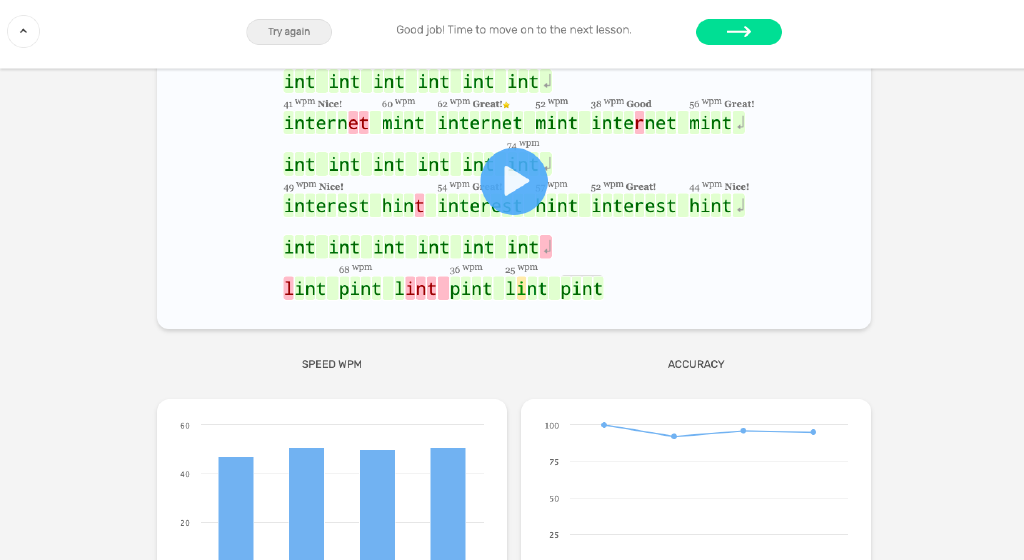 Try again
Good job! Time to move on to the next lesson.
int int int int int int
41 wpm Nice! 60 wpm 62 wpm Great! 52 wpm 38 wpm Good 56 wpm Great!
internet mint internet mint internet mint
74 wpm
int int int int int int
49 wpm Nice! 54 wpm Great! wpm 52 wpm Great! 44 wpm Nice!
interest hint interest hint interest hint
int int int int int int
68 wpm 36 wpm 25 wpm
lint pint lint pint lint pint
SPEED WPM ACCURACY
60 100
40 75
20 50
25